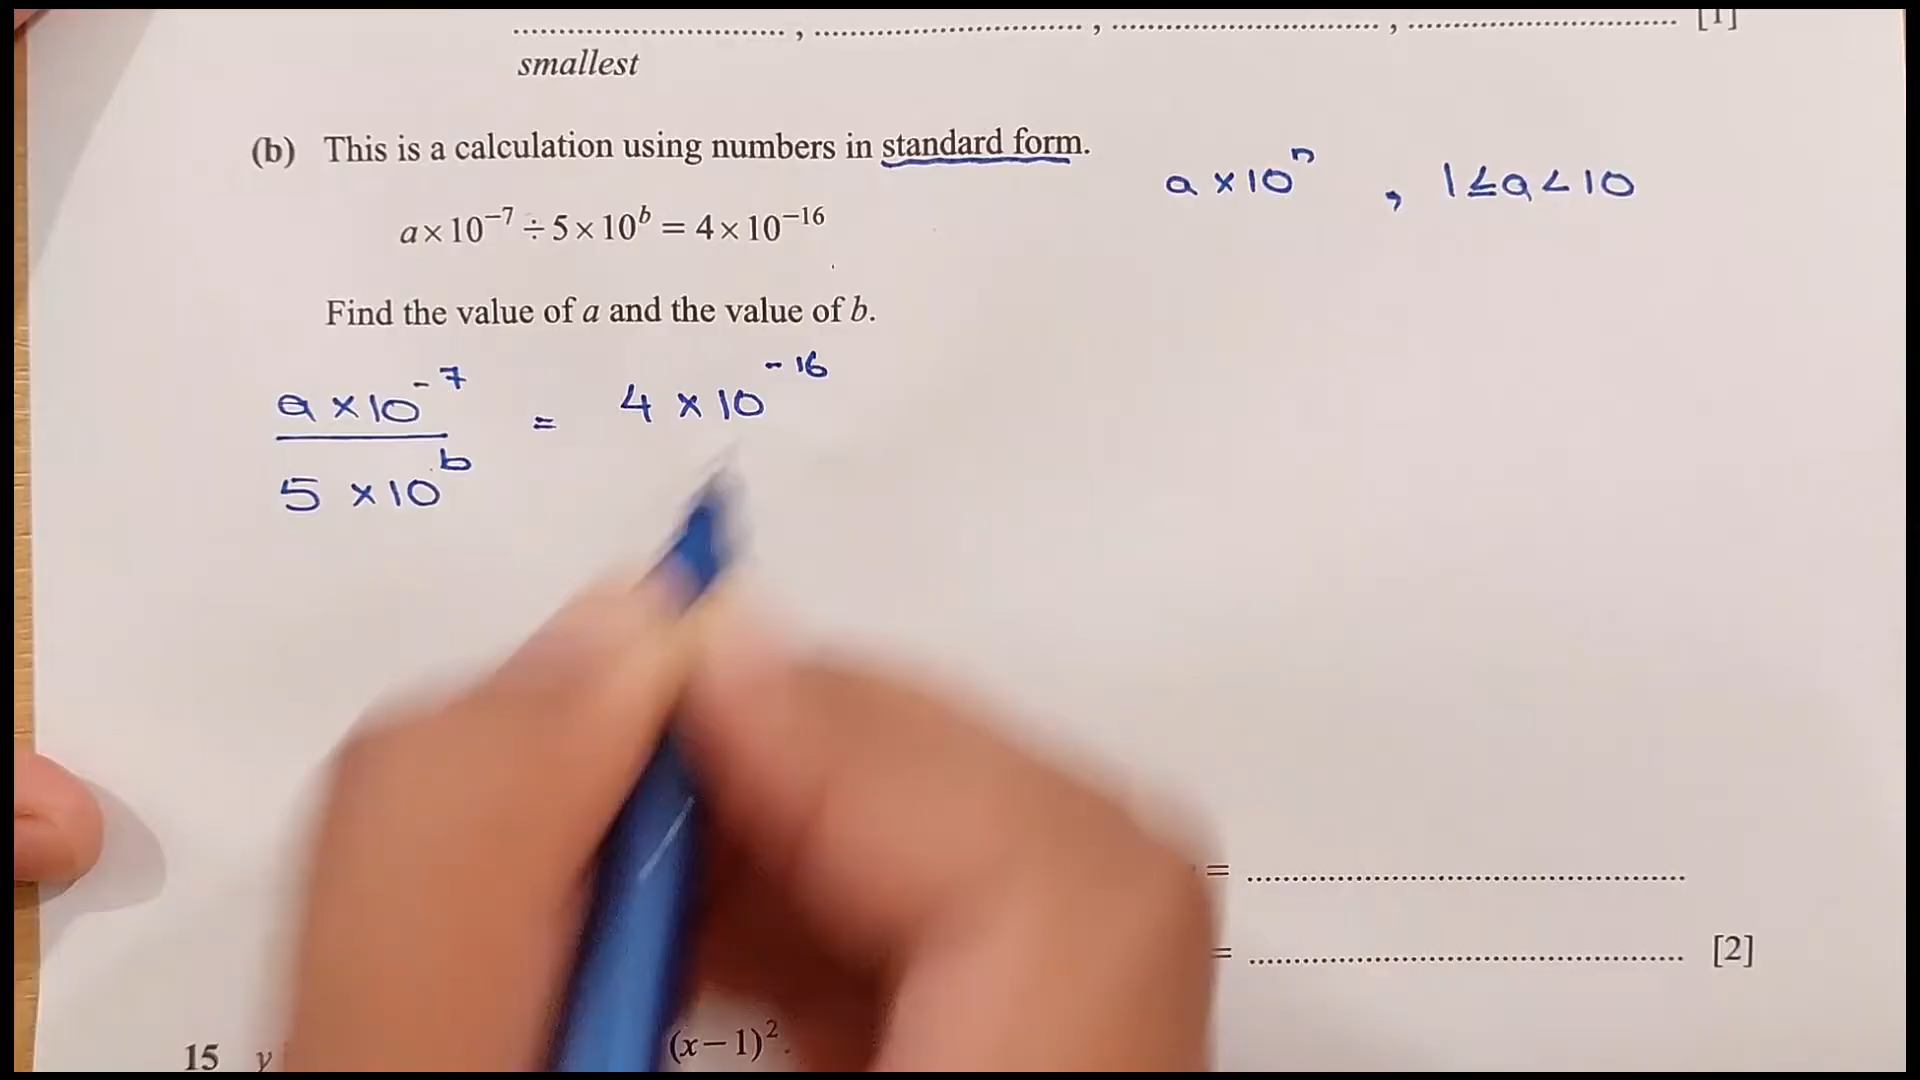 ........................... , ........................... , ........................... , ........................... [1]
smallest
(b) This is a calculation using numbers in standard form.
a × 10ⁿ , 1 ≤ a < 10
a × 10⁻⁷ ÷ 5 × 10ᵇ = 4 × 10⁻¹⁶
Find the value of a and the value of b.
a × 10⁻⁷ / 5 × 10ᵇ = 4 × 10⁻¹⁶
= ...........................................
= ........................................... [2]
15 y (x − 1)².